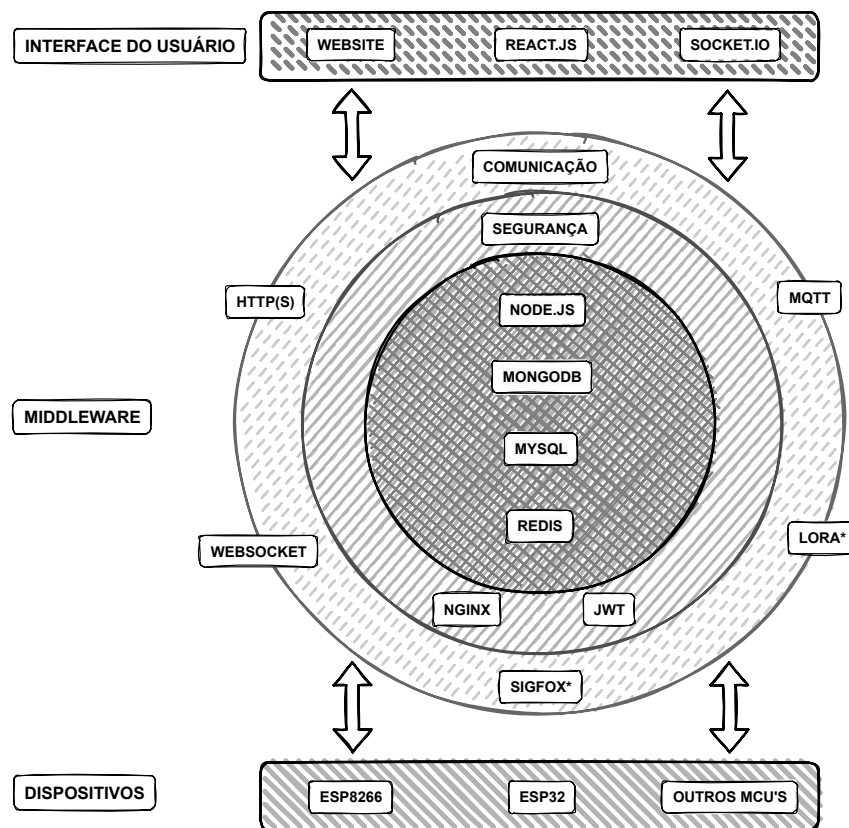 INTERFACE DO USUÁRIO
WEBSITE
REACT.JS
SOCKET.IO
COMUNICAÇÃO
SEGURANÇA
HTTP(S)
NODE.JS
MQTT
MONGODB
MIDDLEWARE
MYSQL
REDIS
WEBSOCKET
LORA*
NGINX
JWT
SIGFOX*
DISPOSITIVOS
ESP8266
ESP32
OUTROS MCU'S